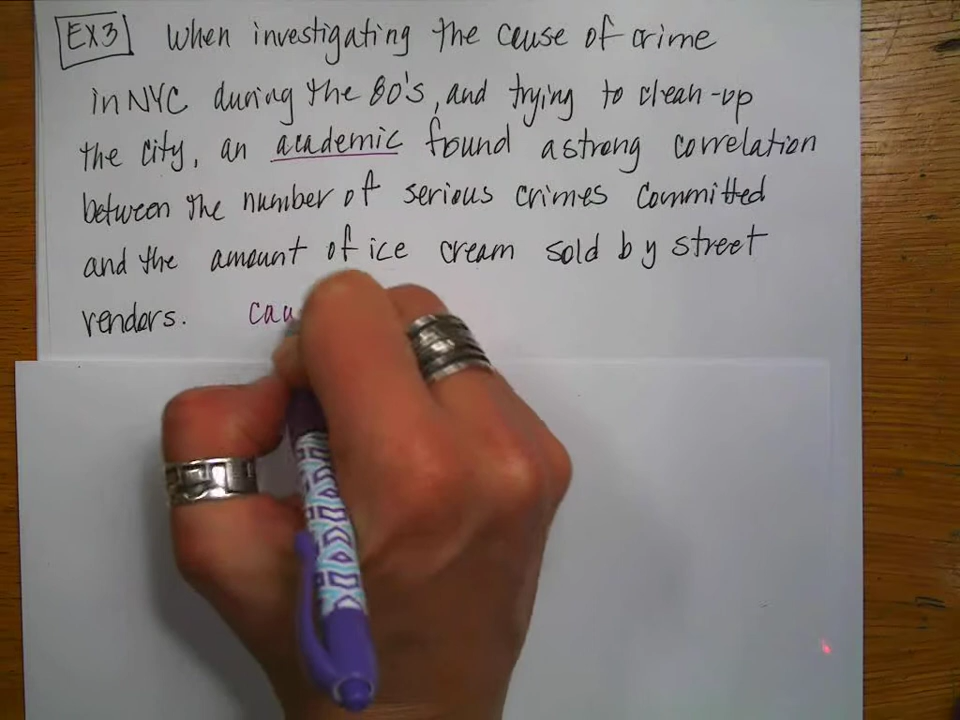 EX3 When investigating the cause of crime
in NYC during the 80's, and trying to clean-up
the city, an academic found a strong correlation
between the number of serious crimes committed
and the amount of ice cream sold by street
vendors. cau